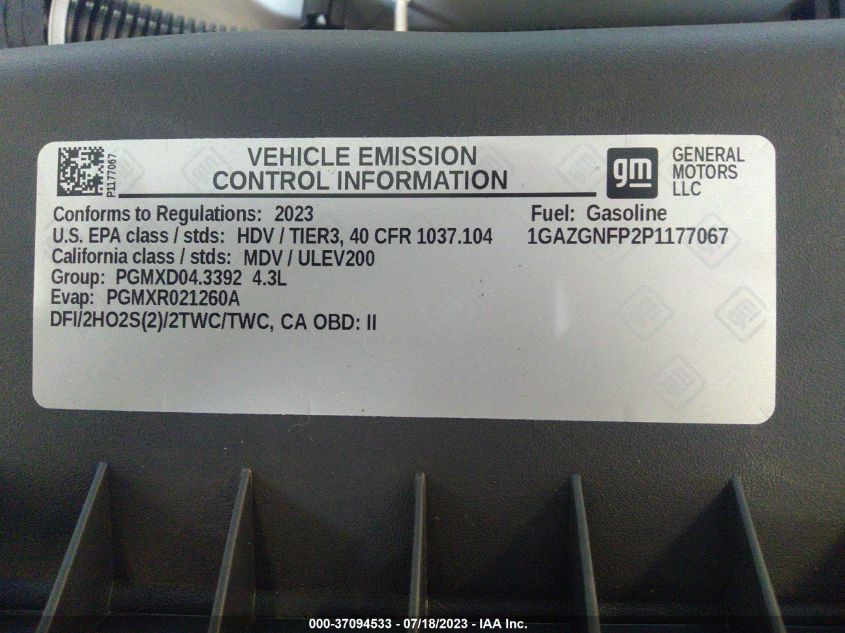 P1177067
VEHICLE EMISSION
CONTROL INFORMATION
gm
GENERAL
MOTORS
LLC
Conforms to Regulations: 2023
Fuel: Gasoline
U.S. EPA class / stds: HDV / TIER3, 40 CFR 1037.104
1GAZGNFP2P1177067
California class / stds: MDV / ULEV200
Group: PGMXD04.3392 4.3L
Evap: PGMXR021260A
DFI/2HO2S(2)/2TWC/TWC, CA OBD: II
000-37094533 - 07/18/2023 - IAA Inc.